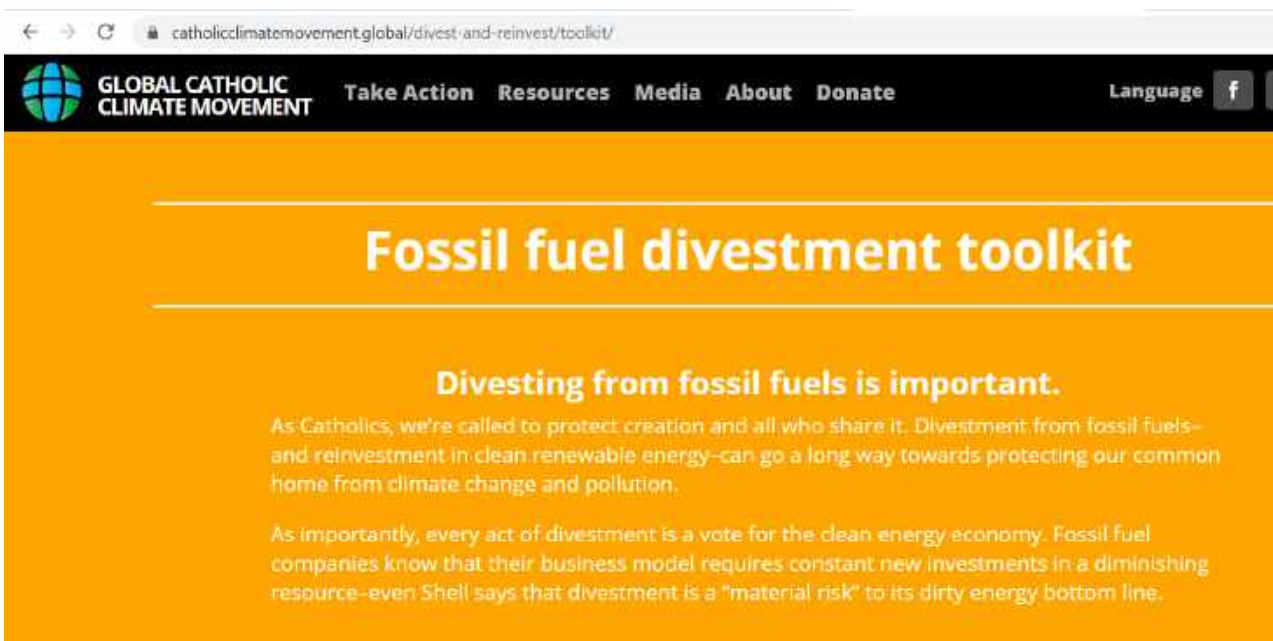 catholicclimatemovement.global/divest-and-reinvest/toolkit/
GLOBAL CATHOLIC
CLIMATE MOVEMENT
Take Action Resources Media About Donate
Language f
Fossil fuel divestment toolkit
Divesting from fossil fuels is important.
As Catholics, we're called to protect creation and all who share it. Divestment from fossil fuels–
and reinvestment in clean renewable energy–can go a long way towards protecting our common
home from climate change and pollution.
As importantly, every act of divestment is a vote for the clean energy economy. Fossil fuel
companies know that their business model requires constant new investments in a diminishing
resource–even Shell says that divestment is a "material risk" to its dirty energy bottom line.